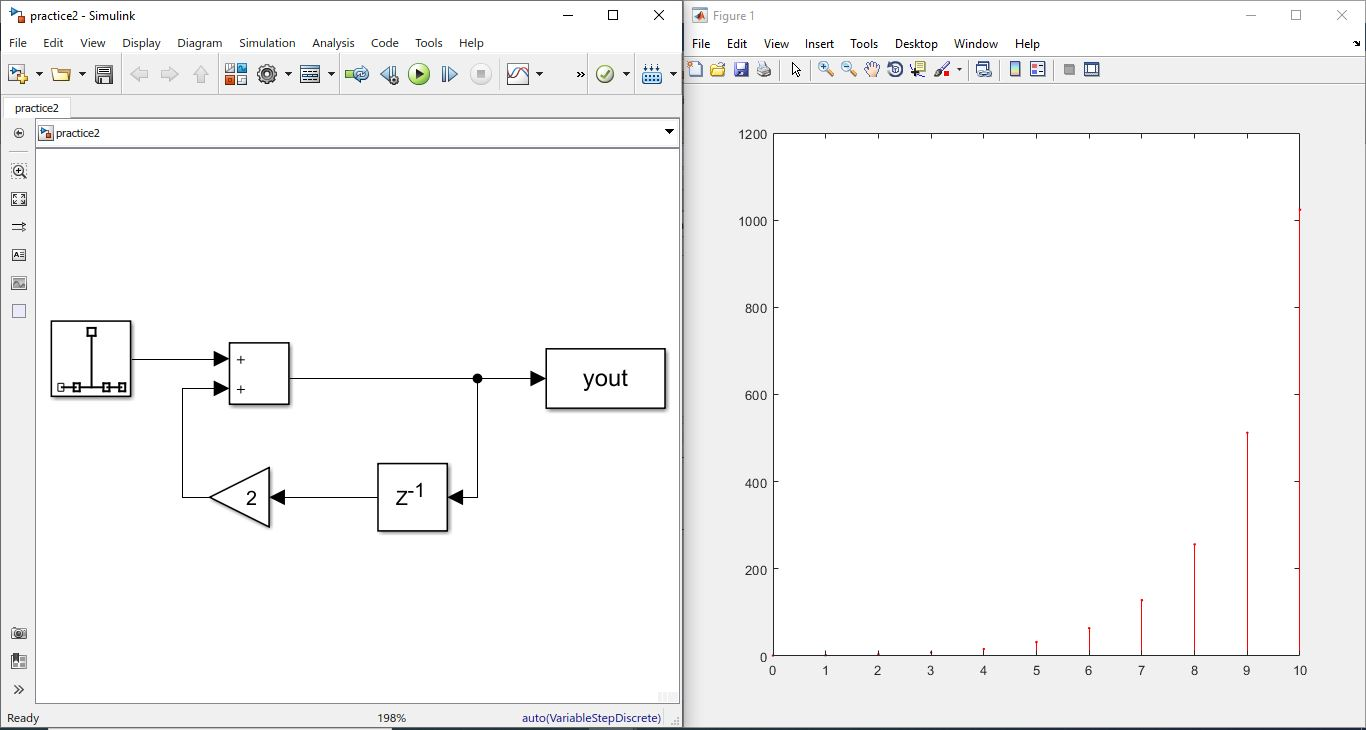 practice2 - Simulink
File Edit View Display Diagram Simulation Analysis Code Tools Help
»
practice2
practice2
+
+
yout
2
Z-1
Ready 198% auto(VariableStepDiscrete)
Figure 1
File Edit View Insert Tools Desktop Window Help
1200
1000
800
600
400
200
0
0 1 2 3 4 5 6 7 8 9 10